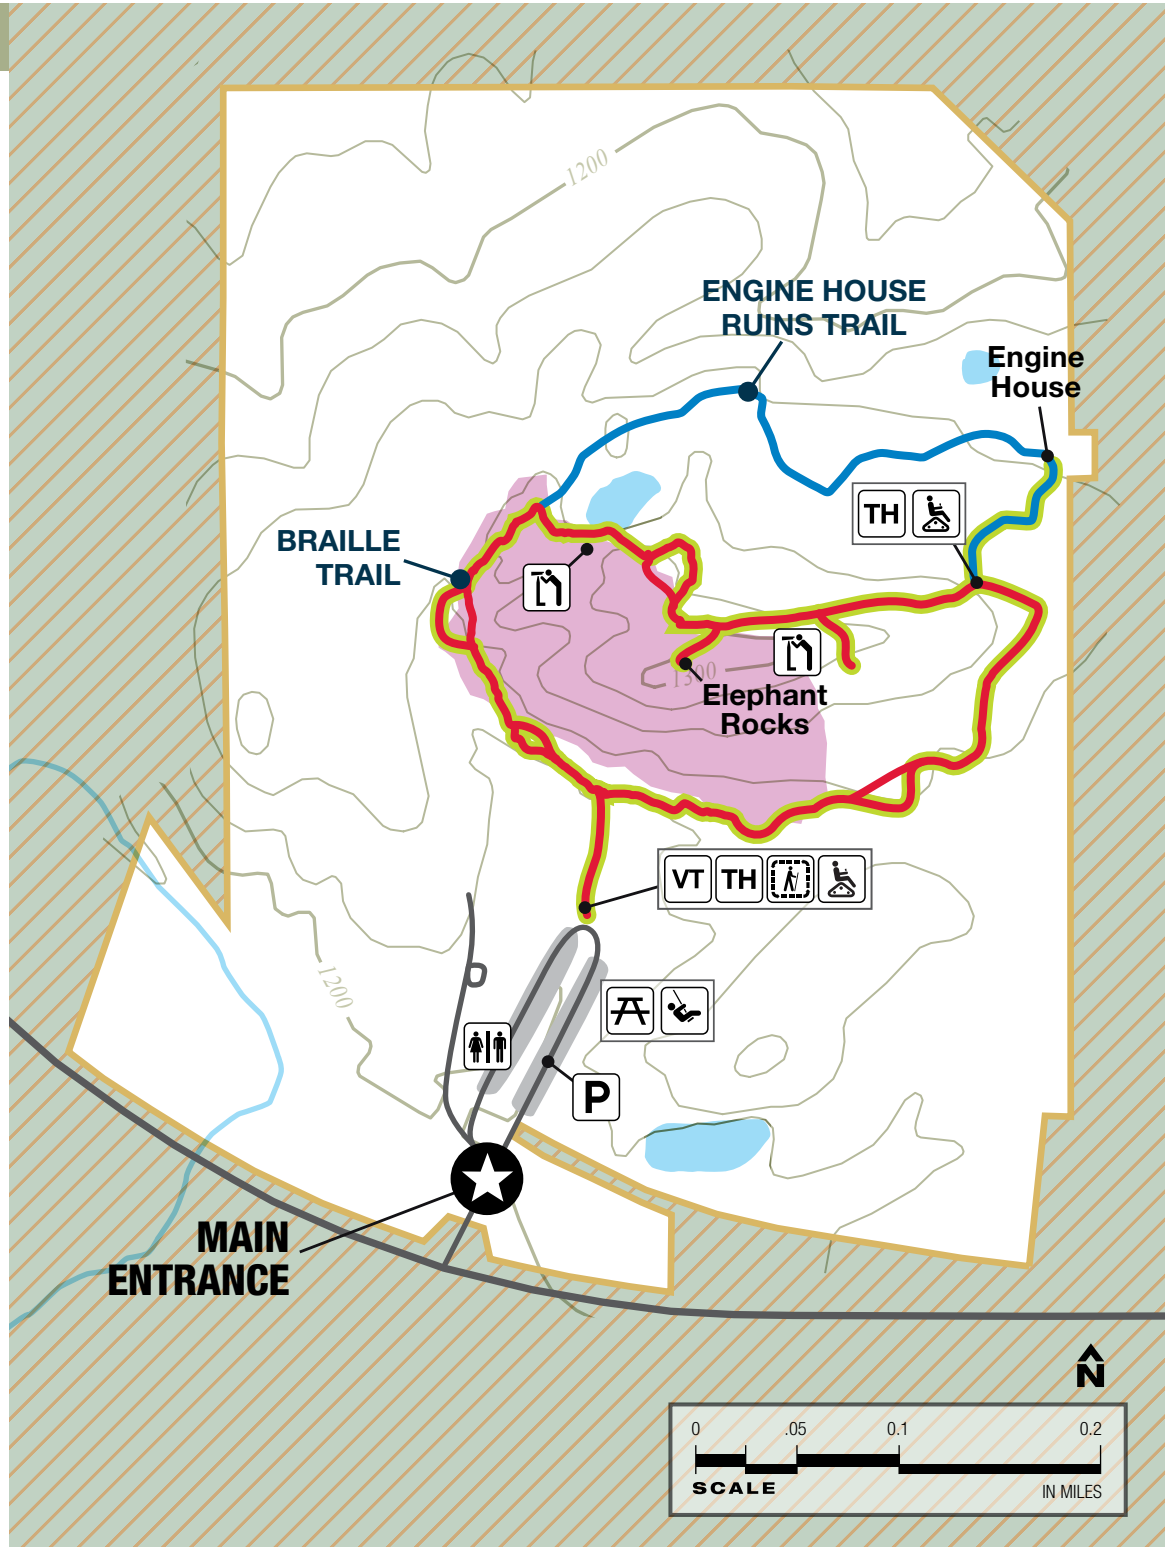 1200
ENGINE HOUSE
RUINS TRAIL
Engine
House
TH
BRAILLE
TRAIL
1300
Elephant
Rocks
VT TH
1200
P
MAIN
ENTRANCE
N
0 .05 0.1 0.2
SCALE
IN MILES